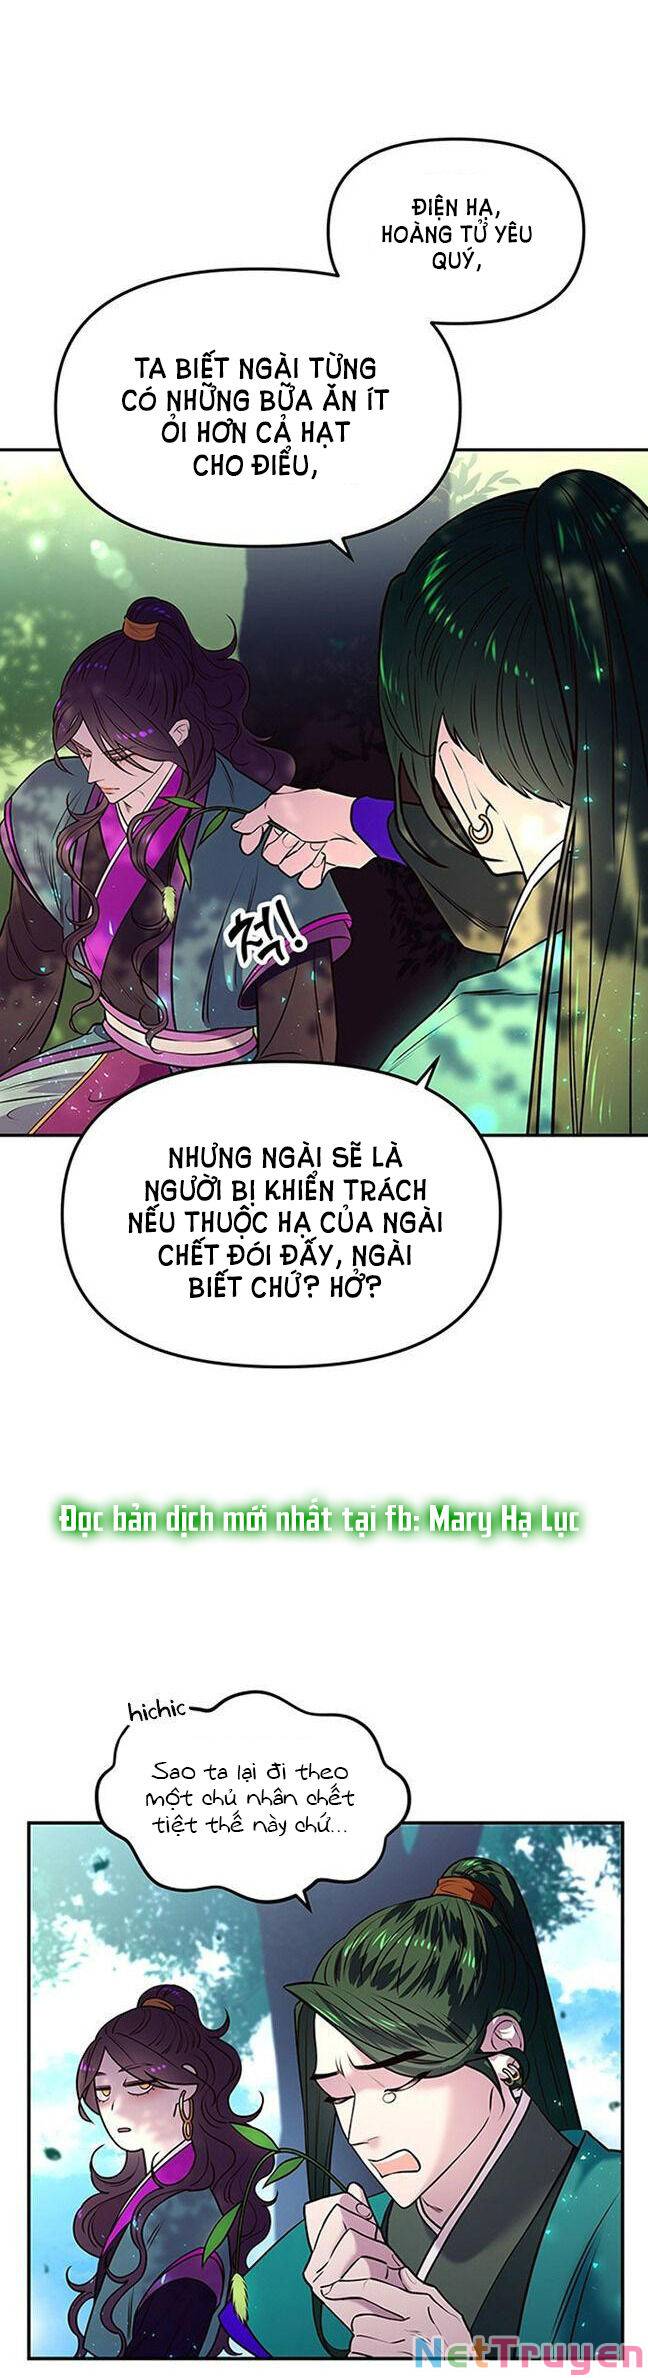 ĐIỆN HẠ,
HOÀNG TỬ YÊU
QUÝ,
TA BIẾT NGÀI TỪNG
CÓ NHỮNG BỮA ĂN ÍT
ỎI HƠN CẢ HẠT
CHO ĐIỂU,
척!
NHƯNG NGÀI SẼ LÀ
NGƯỜI BỊ KHIỂN TRÁCH
NẾU THUỘC HẠ CỦA NGÀI
CHẾT ĐÓI ĐẤY, NGÀI
BIẾT CHỨ? HỞ?
Đọc bản dịch mới nhất tại fb: Mary Hạ Lục
hichic
Sao ta lại đi theo
một chủ nhân chết
tiệt thế này chứ...
NetTruyen